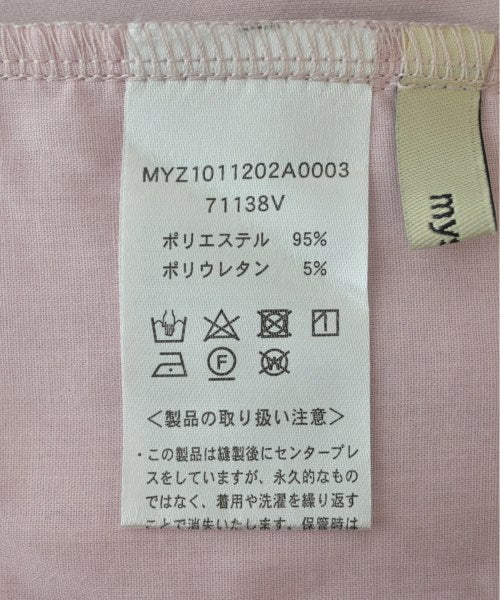 MYZ1011202A0003
71138V
ポリエステル 95%
ポリウレタン 5%
F
W
<製品の取り扱い注意>
・この製品は縫製後にセンタープレ
スをしていますが、永久的なもの
ではなく、着用や洗濯を繰り返す
ことで消失いたします。保管時は